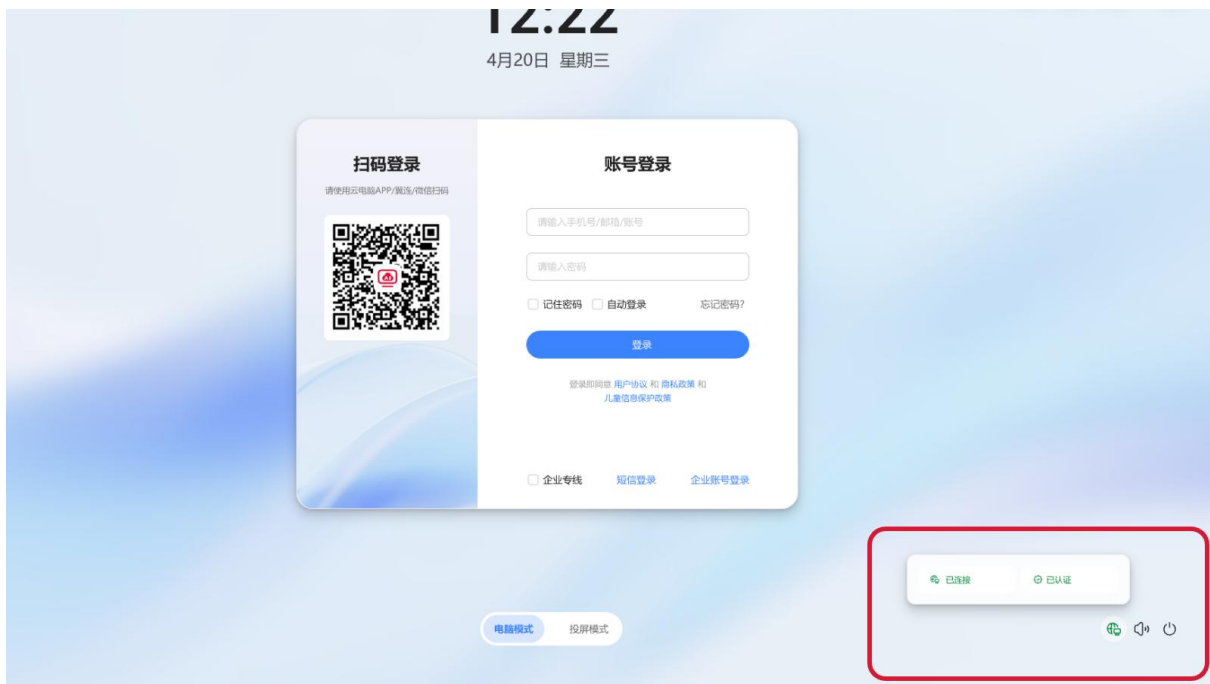 12:22
4月20日 星期三
扫码登录
请使用云电脑APP/翼连/微信扫码
账号登录
请输入手机号/邮箱/账号
请输入密码
记住密码 自动登录 忘记密码?
登录
登录即同意 用户协议 和 隐私政策 和
儿童信息保护政策
企业专线 短信登录 企业账号登录
已连接 已认证
电脑模式 投屏模式